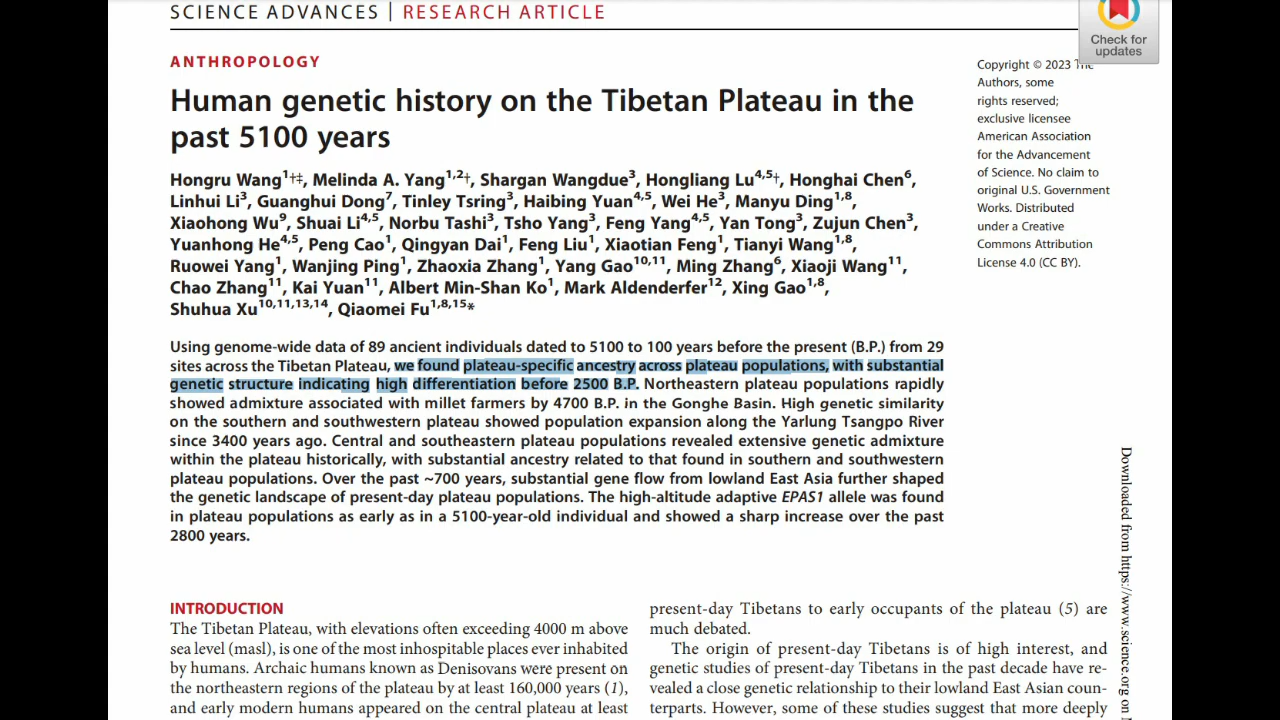 SCIENCE ADVANCES | RESEARCH ARTICLE
Check for
updates
ANTHROPOLOGY
Human genetic history on the Tibetan Plateau in the
past 5100 years
Hongru Wang1†‡, Melinda A. Yang1,2†, Shargan Wangdue3, Hongliang Lu4,5†, Honghai Chen6,
Linhui Li3, Guanghui Dong7, Tinley Tsring3, Haibing Yuan4,5, Wei He3, Manyu Ding1,8,
Xiaohong Wu9, Shuai Li4,5, Norbu Tashi3, Tsho Yang3, Feng Yang4,5, Yan Tong3, Zujun Chen3,
Yuanhong He4,5, Peng Cao1, Qingyan Dai1, Feng Liu1, Xiaotian Feng1, Tianyi Wang1,8,
Ruowei Yang1, Wanjing Ping1, Zhaoxia Zhang1, Yang Gao10,11, Ming Zhang6, Xiaoji Wang11,
Chao Zhang11, Kai Yuan11, Albert Min-Shan Ko1, Mark Aldenderfer12, Xing Gao1,8,
Shuhua Xu10,11,13,14, Qiaomei Fu1,8,15*
Copyright © 2023 The
Authors, some
rights reserved;
exclusive licensee
American Association
for the Advancement
of Science. No claim to
original U.S. Government
Works. Distributed
under a Creative
Commons Attribution
License 4.0 (CC BY).
Using genome-wide data of 89 ancient individuals dated to 5100 to 100 years before the present (B.P.) from 29
sites across the Tibetan Plateau, we found plateau-specific ancestry across plateau populations, with substantial
genetic structure indicating high differentiation before 2500 B.P. Northeastern plateau populations rapidly
showed admixture associated with millet farmers by 4700 B.P. in the Gonghe Basin. High genetic similarity
on the southern and southwestern plateau showed population expansion along the Yarlung Tsangpo River
since 3400 years ago. Central and southeastern plateau populations revealed extensive genetic admixture
within the plateau historically, with substantial ancestry related to that found in southern and southwestern
plateau populations. Over the past ~700 years, substantial gene flow from lowland East Asia further shaped
the genetic landscape of present-day plateau populations. The high-altitude adaptive EPAS1 allele was found
in plateau populations as early as in a 5100-year-old individual and showed a sharp increase over the past
2800 years.
INTRODUCTION
The Tibetan Plateau, with elevations often exceeding 4000 m above
sea level (masl), is one of the most inhospitable places ever inhabited
by humans. Archaic humans known as Denisovans were present on
the northeastern regions of the plateau by at least 160,000 years (1),
and early modern humans appeared on the central plateau at least
present-day Tibetans to early occupants of the plateau (5) are
much debated.
The origin of present-day Tibetans is of high interest, and
genetic studies of present-day Tibetans in the past decade have re-
vealed a close genetic relationship to their lowland East Asian coun-
terparts. However, some of these studies suggest that more deeply
Downloaded from https://www.science.org on